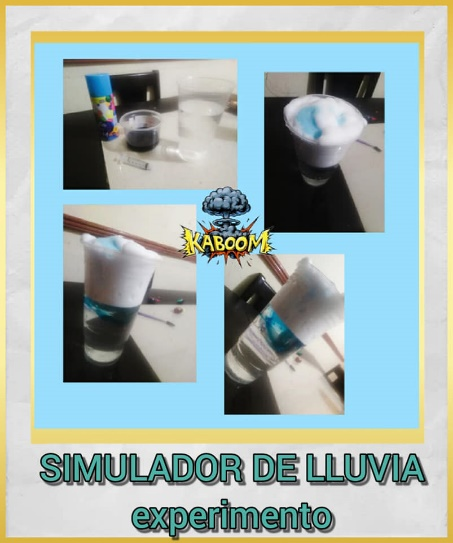 KABOOM
SIMULADOR DE LLUVIA
experimento